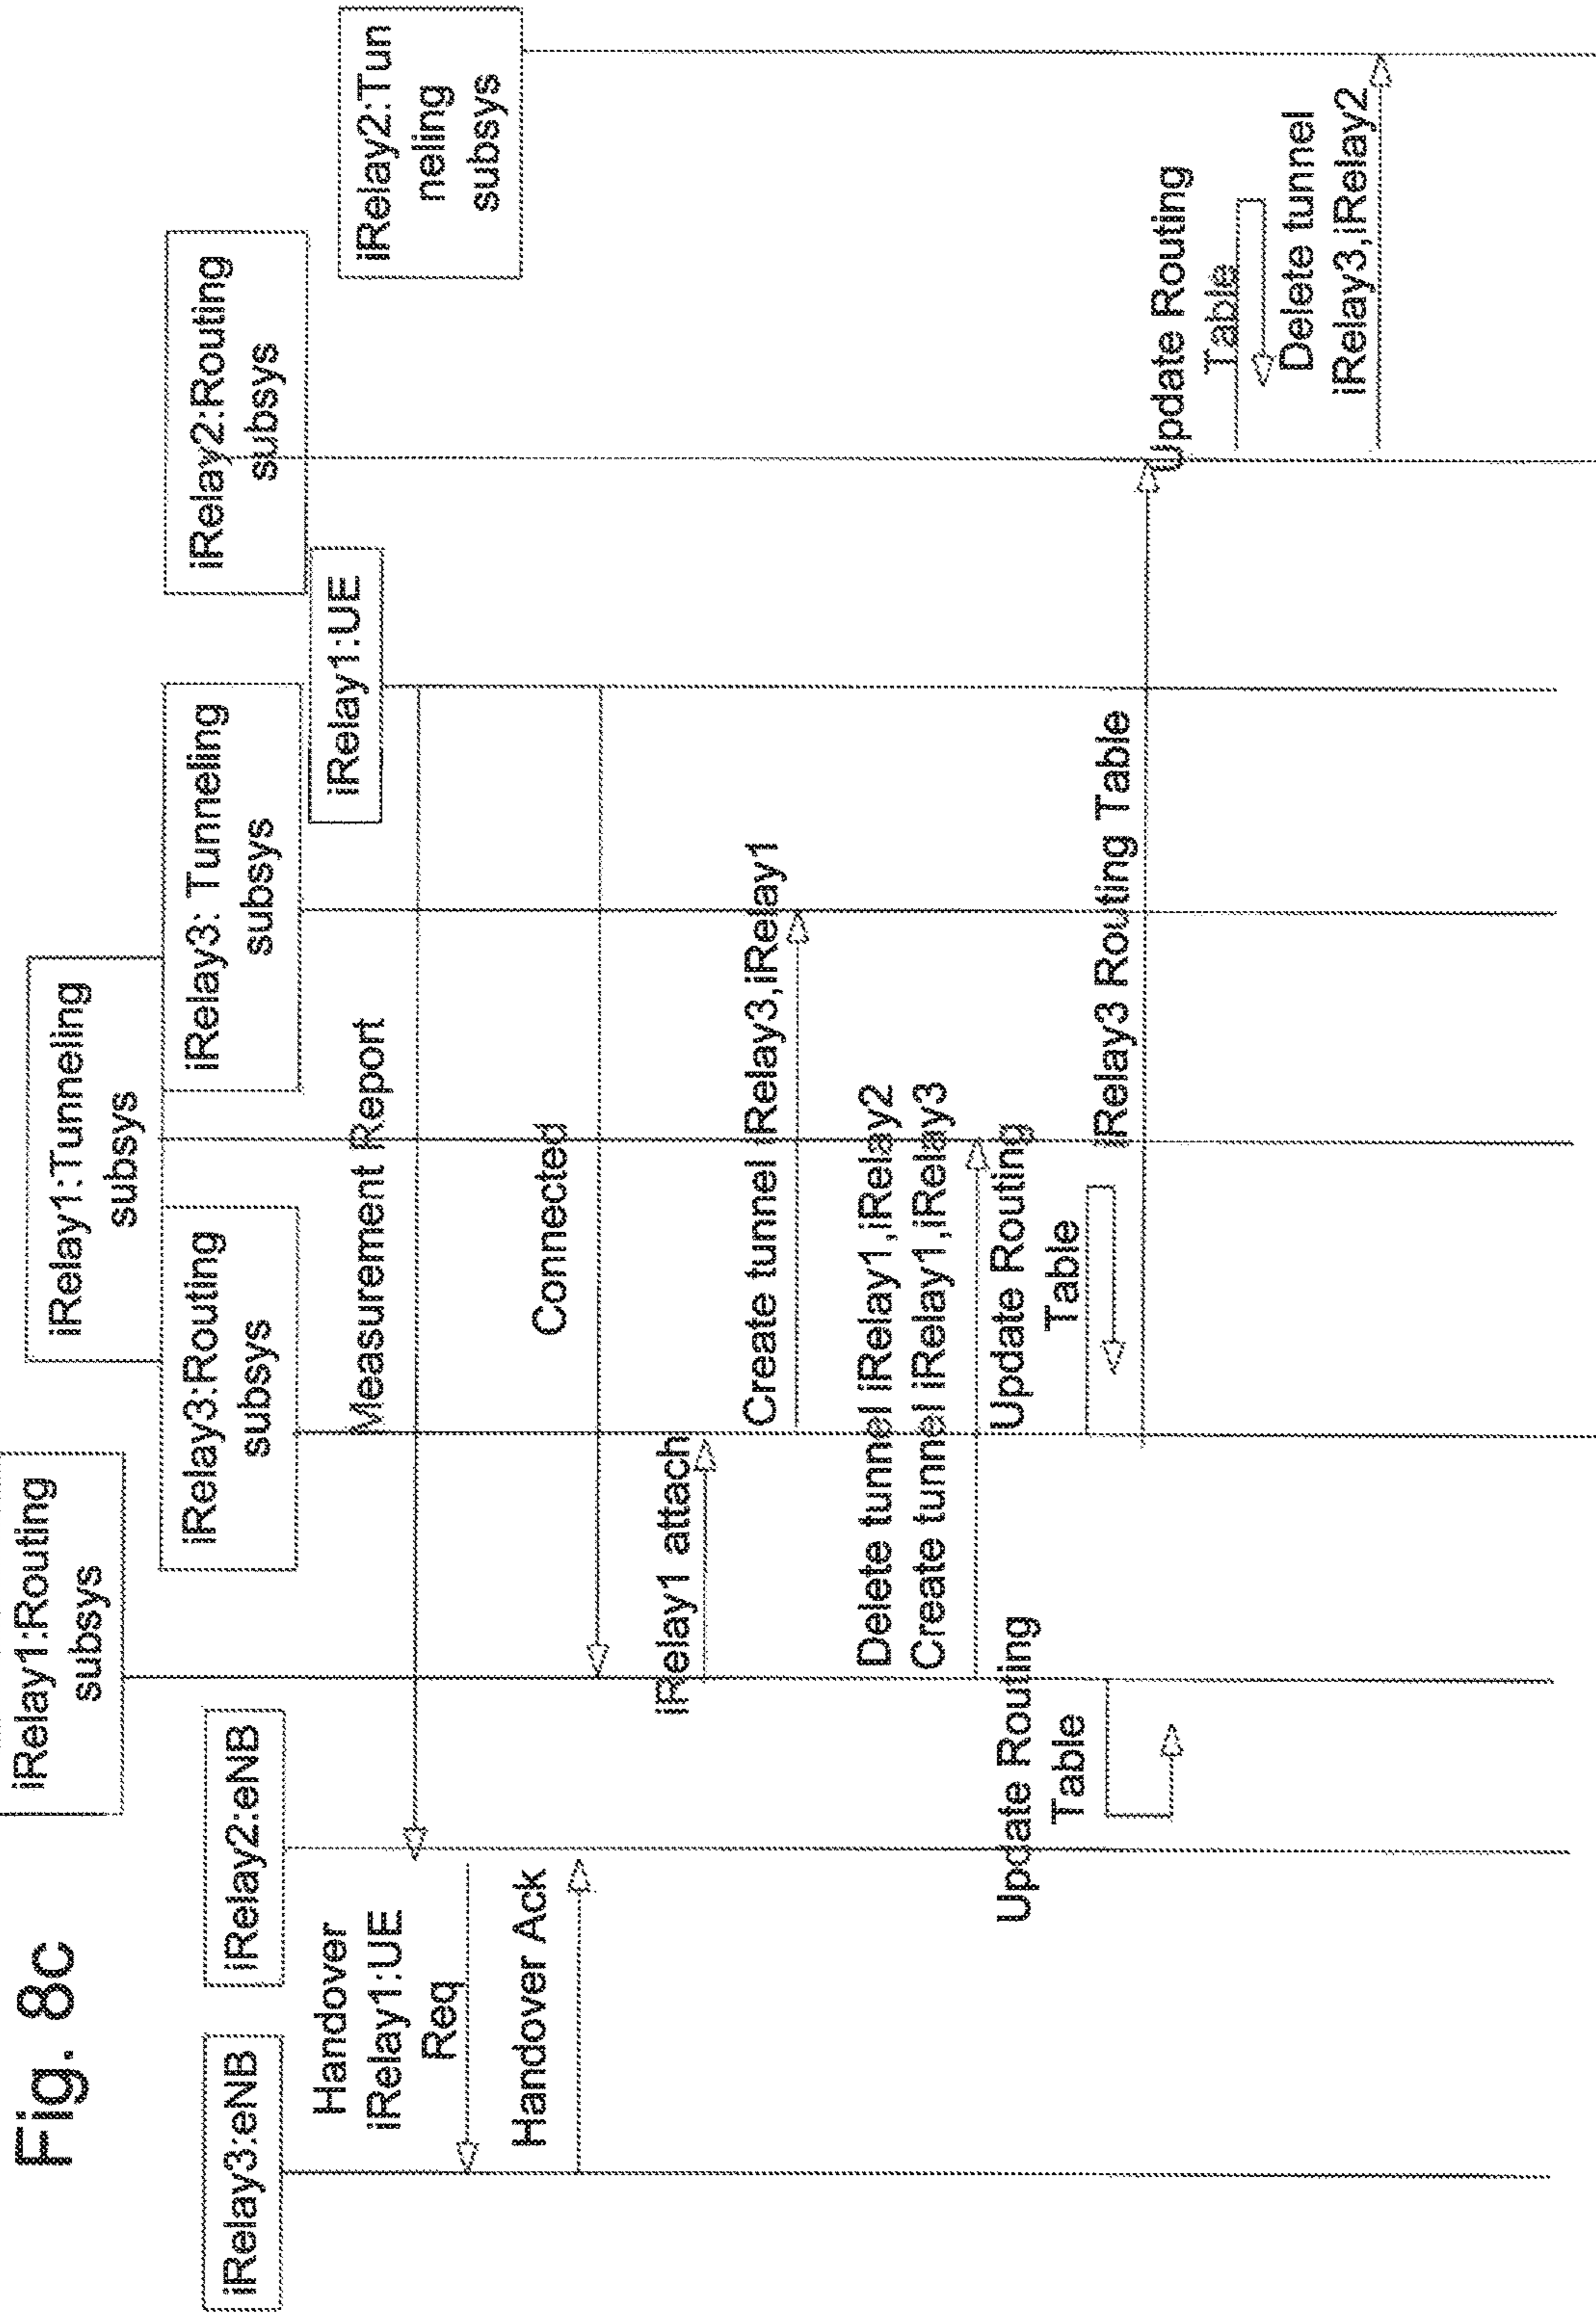 Fig. 8c
iRelay3:eNB
iRelay2:eNB
iRelay1:Routing
subsys
iRelay3:Routing
subsys
iRelay1:Tunneling
subsys
iRelay3: Tunneling
subsys
iRelay1:UE
iRelay2:Routing
subsys
iRelay2:Tun
neling
subsys
Measurement Report
Handover
iRelay1:UE
Req
Handover Ack
Connected
iRelay1 attach
Create tunnel iRelay3,iRelay1
Delete tunnel iRelay1,iRelay2
Create tunnel iRelay1,iRelay3
Update Routing
Table
Update Routing
Table
iRelay3 Routing Table
Update Routing
Table
Delete tunnel
iRelay3,iRelay2